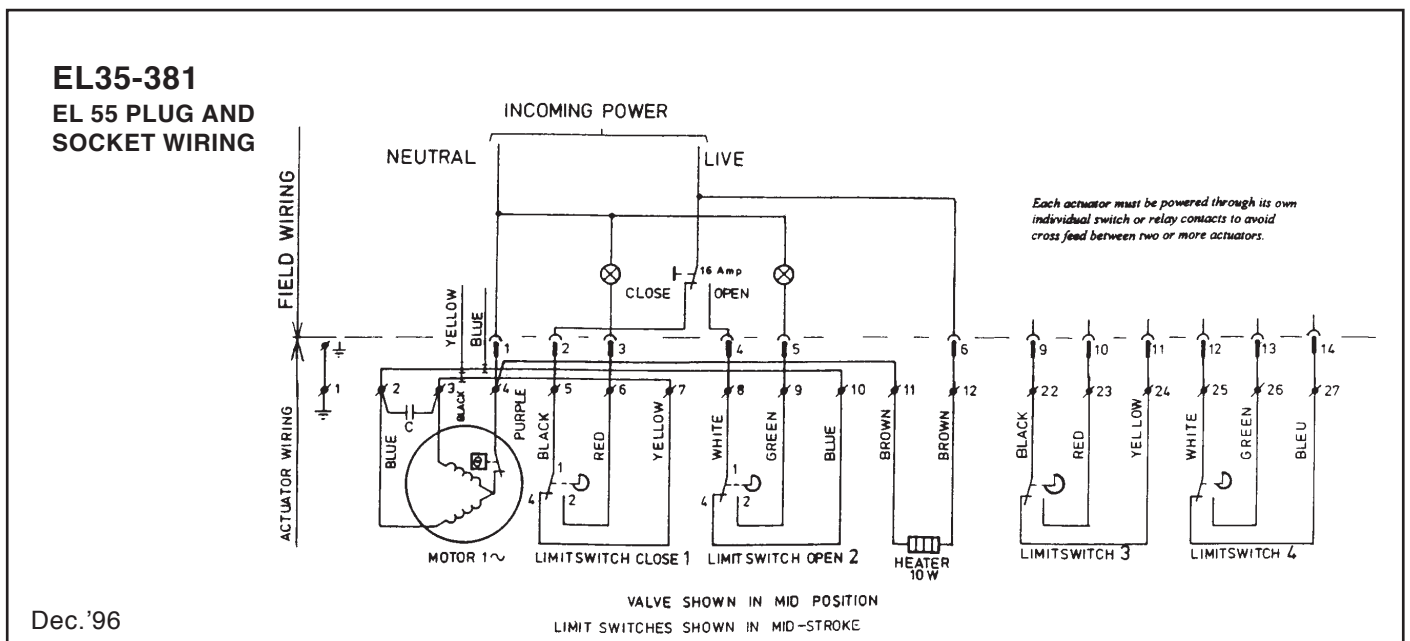 EL35-381
EL 55 PLUG AND
SOCKET WIRING
INCOMING POWER
NEUTRAL
LIVE
FIELD WIRING
Each actuator must be powered through its own
individual switch or relay contacts to avoid
cross feed between two or more actuators.
16 Amp
CLOSE
OPEN
YELLOW
BLUE
1
2
3
4
5
6
9
10
11
12
13
14
1
2
3
4
5
6
7
8
9
10
11
12
22
23
24
25
26
27
ACTUATOR WIRING
C
BLUE
BLACK
PURPLE
BLACK
RED
YELLOW
WHITE
GREEN
BLUE
BROWN
BROWN
BLACK
RED
YELLOW
WHITE
GREEN
BLEU
1
4
2
1
4
2
MOTOR 1~
LIMITSWITCH CLOSE 1
LIMITSWITCH OPEN 2
HEATER
10 W
LIMITSWITCH 3
LIMITSWITCH 4
VALVE SHOWN IN MID POSITION
LIMIT SWITCHES SHOWN IN MID-STROKE
Dec.'96